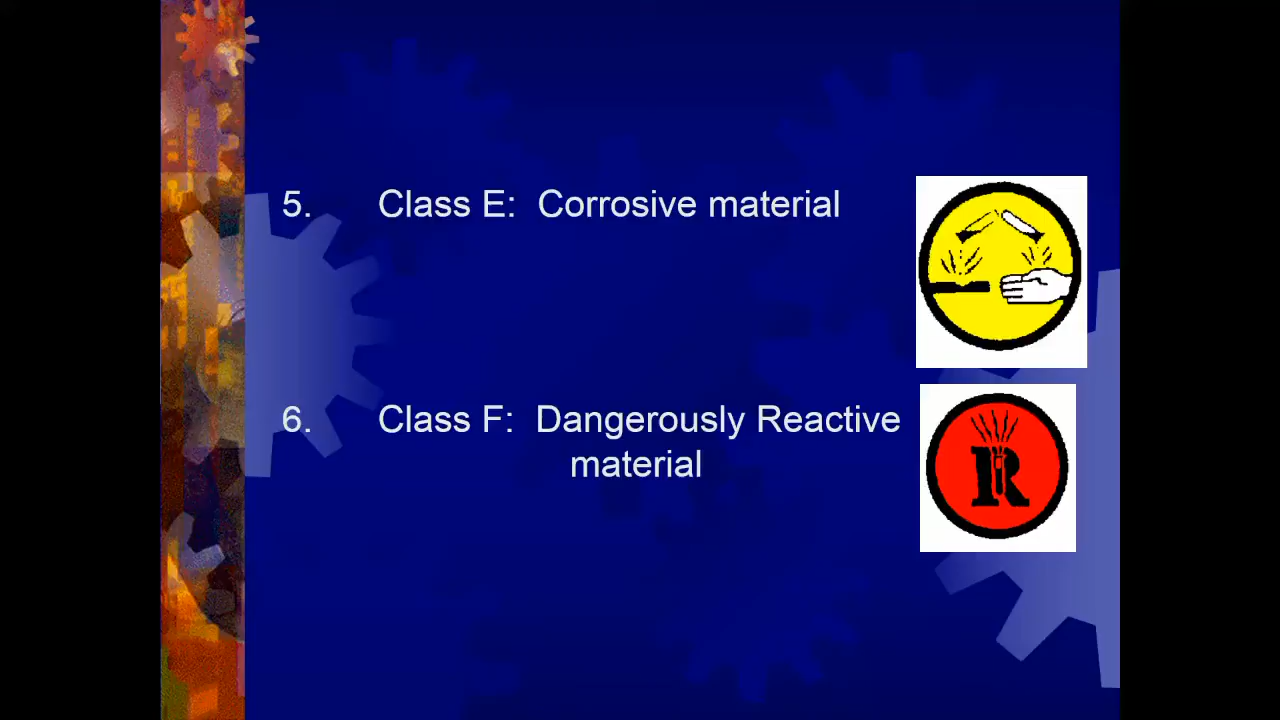 5. Class E: Corrosive material
6. Class F: Dangerously Reactive
material
R